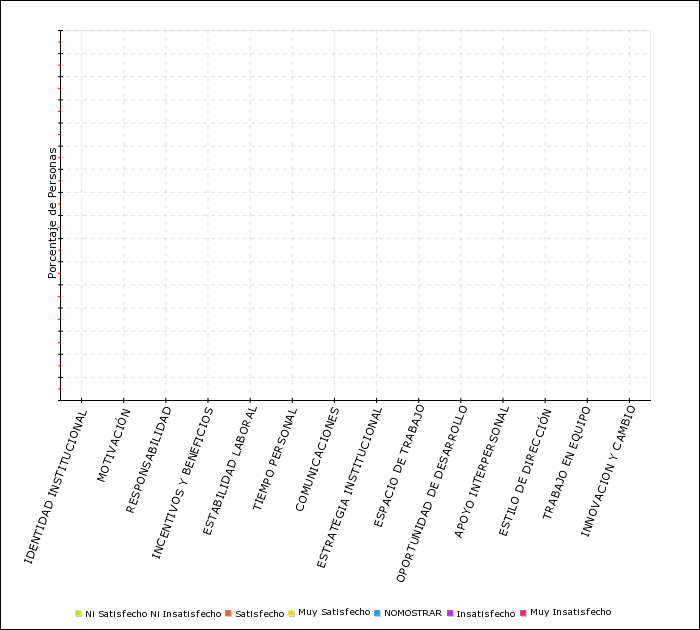 Porcentaje de Personas
IDENTIDAD INSTITUCIONAL
MOTIVACIÓN
RESPONSABILIDAD
INCENTIVOS Y BENEFICIOS
ESTABILIDAD LABORAL
TIEMPO PERSONAL
COMUNICACIONES
ESTRATEGIA INSTITUCIONAL
ESPACIO DE TRABAJO
OPORTUNIDAD DE DESARROLLO
APOYO INTERPERSONAL
ESTILO DE DIRECCIÓN
TRABAJO EN EQUIPO
INNOVACION Y CAMBIO
Ni Satisfecho Ni Insatisfecho Satisfecho Muy Satisfecho NOMOSTRAR Insatisfecho Muy Insatisfecho